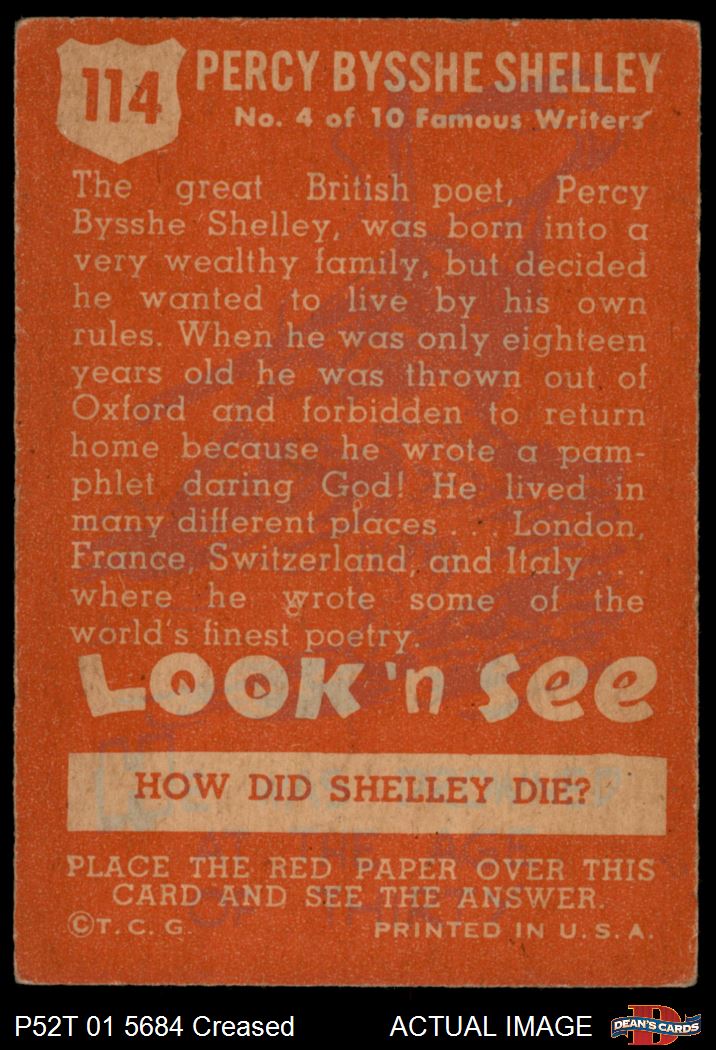 114
PERCY BYSSHE SHELLEY
No. 4 of 10 Famous Writers
The great British poet, Percy
Bysshe Shelley, was born into a
very wealthy family, but decided
he wanted to live by his own
rules. When he was only eighteen
years old he was thrown out of
Oxford and forbidden to return
home because he wrote a pam-
phlet daring God! He lived in
many different places . . . London,
France, Switzerland, and Italy . . .
where he wrote some of the
world's finest poetry.
LOOK 'n See
HOW DID SHELLEY DIE?
PLACE THE RED PAPER OVER THIS
CARD AND SEE THE ANSWER.
©T. C. G. PRINTED IN U. S. A.
P52T 01 5684 Creased ACTUAL IMAGE
DEAN'S CARDS